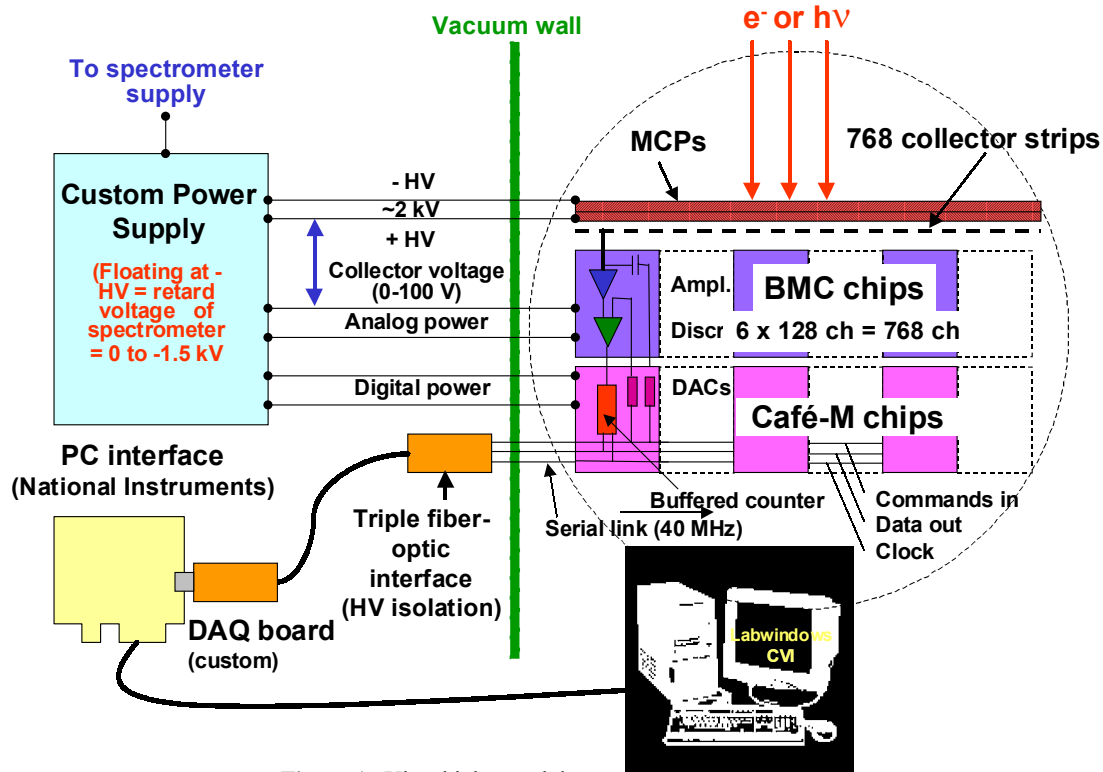 Vacuum wall
e- or hν
To spectrometer
supply
MCPs
768 collector strips
Custom Power
Supply
(Floating at -
HV = retard
voltage of
spectrometer
= 0 to -1.5 kV
- HV
~2 kV
+ HV
Collector voltage
(0-100 V)
Analog power
Digital power
Ampl.
BMC chips
Discr
6 x 128 ch = 768 ch
DACs
Café-M chips
PC interface
(National Instruments)
Triple fiber-
optic
interface
(HV isolation)
Buffered counter
Serial link (40 MHz)
Commands in
Data out
Clock
DAQ board
(custom)
Labwindows
CVI